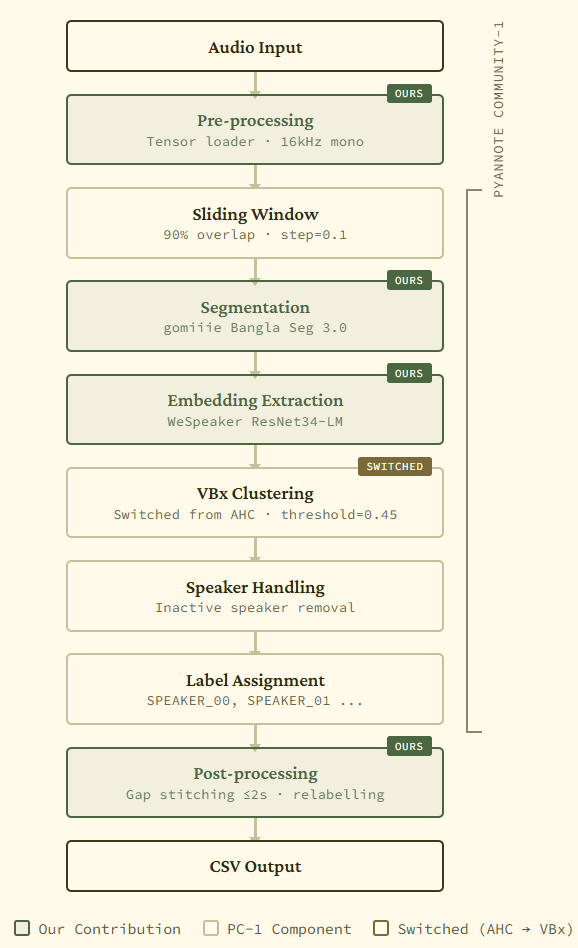 Audio Input
OURS
Pre-processing
Tensor loader · 16kHz mono
Sliding Window
90% overlap · step=0.1
OURS
Segmentation
gomiiie Bangla Seg 3.0
OURS
Embedding Extraction
WeSpeaker ResNet34-LM
SWITCHED
VBx Clustering
Switched from AHC · threshold=0.45
Speaker Handling
Inactive speaker removal
Label Assignment
SPEAKER_00, SPEAKER_01 ...
OURS
Post-processing
Gap stitching ≤2s · relabelling
CSV Output
PYANNOTE COMMUNITY-1
Our Contribution
PC-1 Component
Switched (AHC → VBx)